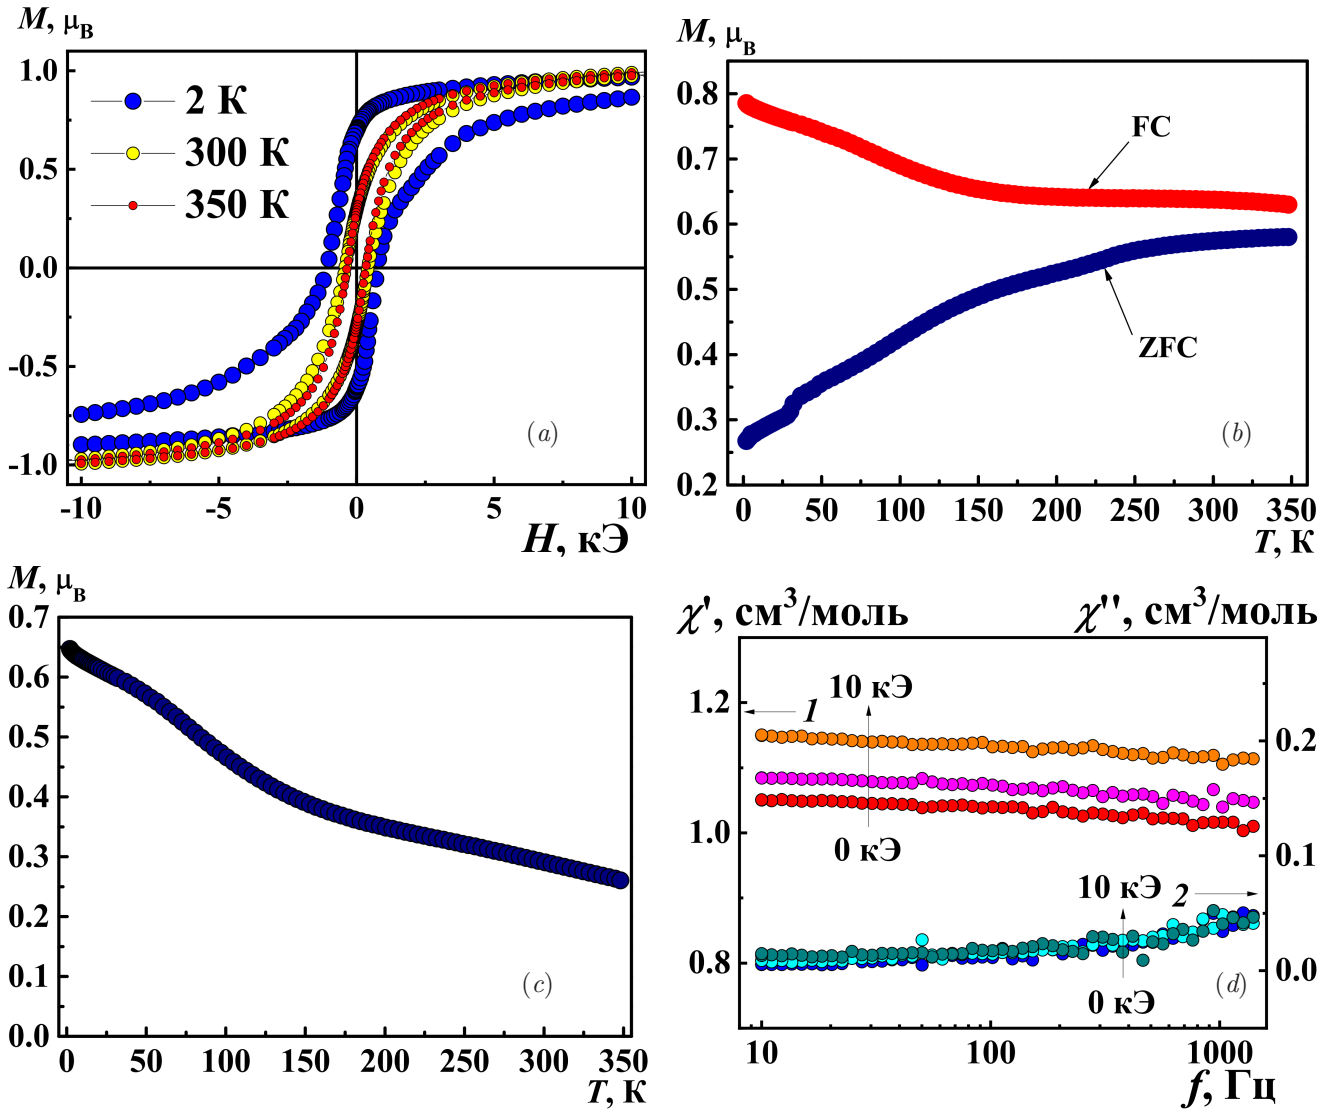 M, μB
1.0
0.5
0.0
-0.5
-1.0
2 К
300 К
350 К
(a)
-10 -5 0 5 10
H, кЭ
M, μB
0.8
0.7
0.6
0.5
0.4
0.3
0.2
FC
ZFC
(b)
0 50 100 150 200 250 300 350
T, К
M, μB
0.7
0.6
0.5
0.4
0.3
0.2
0.1
0.0
(c)
0 50 100 150 200 250 300 350
T, К
χ', см³/моль χ'', см³/моль
1.2
1.0
0.8
10 кЭ
1
0 кЭ
10 кЭ
2
0 кЭ
0.2
0.1
0.0
(d)
10 100 1000
f, Гц